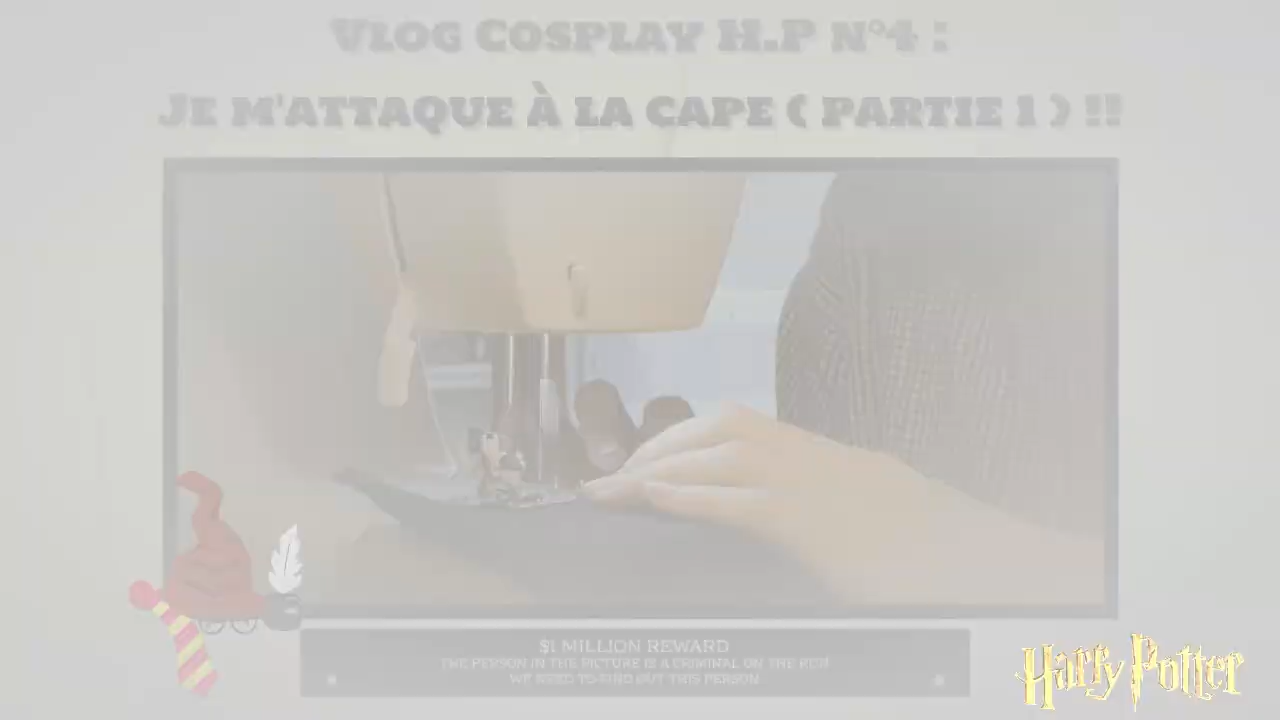 Vlog Cosplay H.P n°4 :
Je m'attaque à la cape ( partie 1 ) !!
$1 MILLION REWARD
THE PERSON IN THE PICTURE IS A CRIMINAL ON THE RUN
WE NEED TO FIND OUT THIS PERSON
Harry Potter